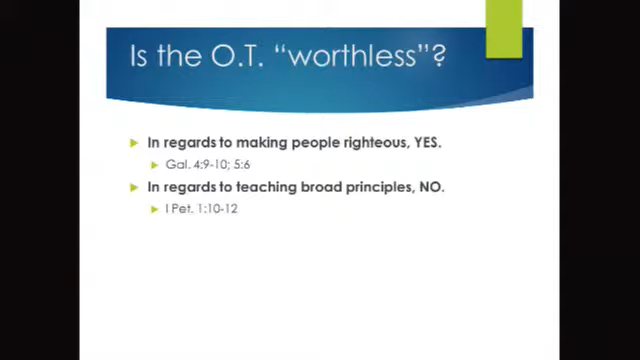 Is the O.T. “worthless”?
In regards to making people righteous, YES.
Gal. 4:9-10; 5:6
In regards to teaching broad principles, NO.
I Pet. 1:10-12